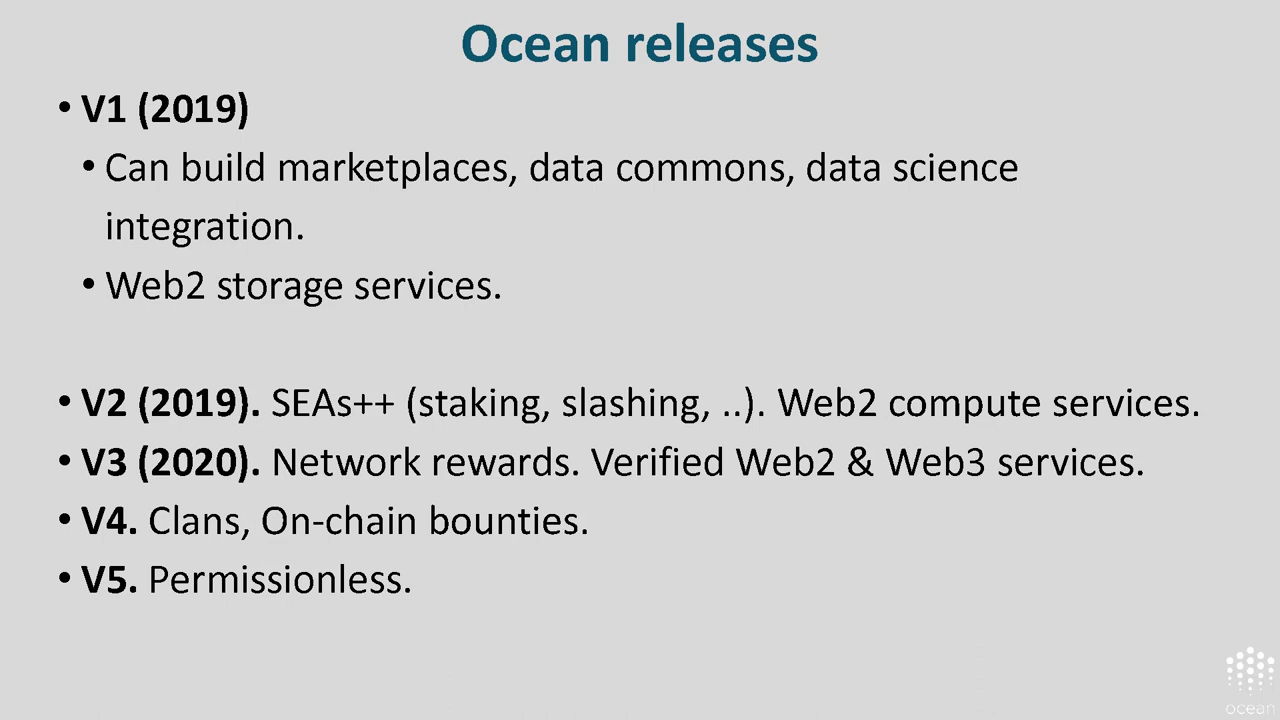 Ocean releases
• V1 (2019)
• Can build marketplaces, data commons, data science
integration.
• Web2 storage services.
• V2 (2019). SEAs++ (staking, slashing, ..). Web2 compute services.
• V3 (2020). Network rewards. Verified Web2 & Web3 services.
• V4. Clans, On-chain bounties.
• V5. Permissionless.
ocean